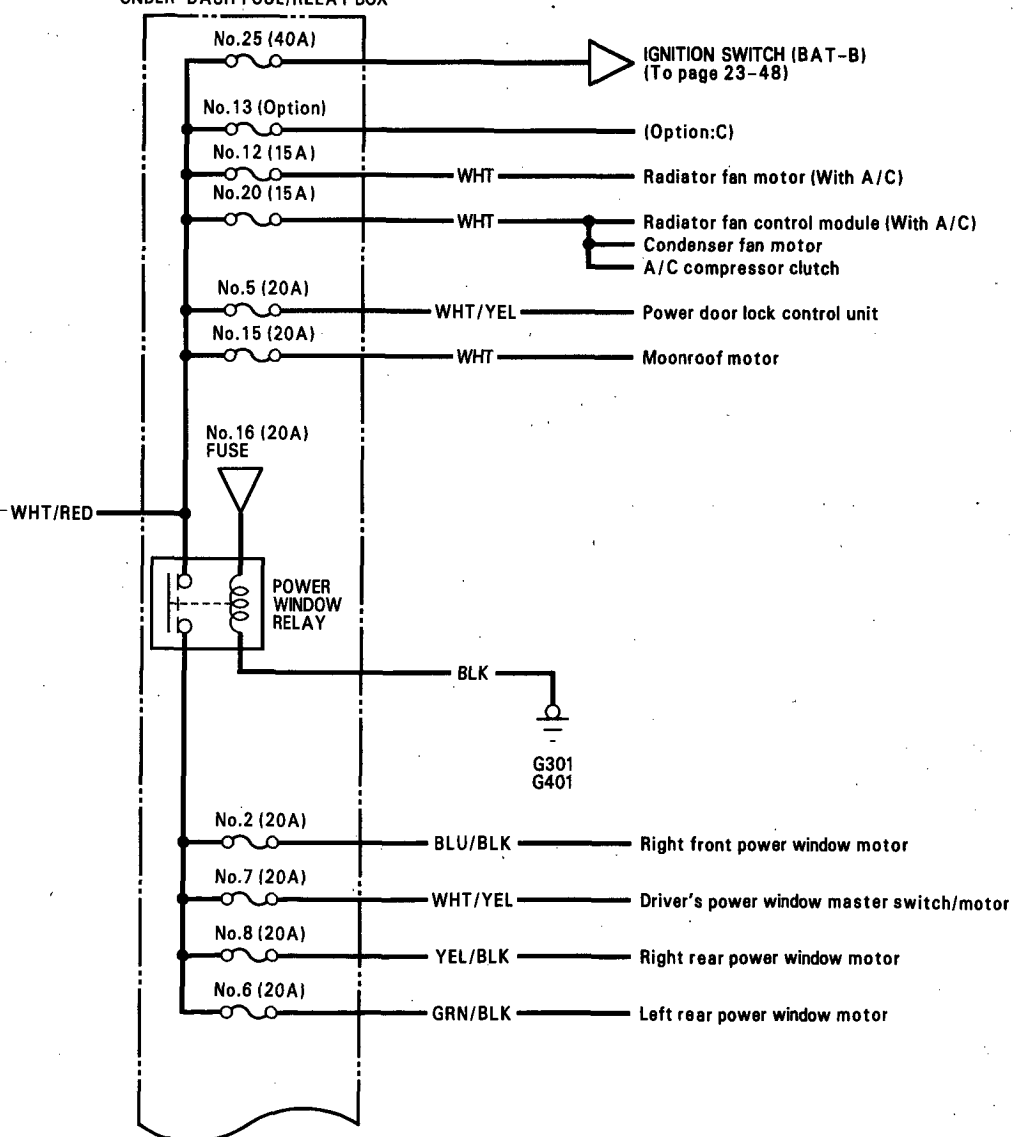 UNDER-DASH FUSE/RELAY BOX
No.25 (40A)
IGNITION SWITCH (BAT-B)
(To page 23-48)
No.13 (Option)
(Option:C)
No.12 (15A)
WHT
Radiator fan motor (With A/C)
No.20 (15A)
WHT
Radiator fan control module (With A/C)
Condenser fan motor
A/C compressor clutch
No.5 (20A)
WHT/YEL
Power door lock control unit
No.15 (20A)
WHT
Moonroof motor
No.16 (20A)
FUSE
WHT/RED
POWER
WINDOW
RELAY
BLK
G301
G401
No.2 (20A)
BLU/BLK
Right front power window motor
No.7 (20A)
WHT/YEL
Driver's power window master switch/motor
No.8 (20A)
YEL/BLK
Right rear power window motor
No.6 (20A)
GRN/BLK
Left rear power window motor